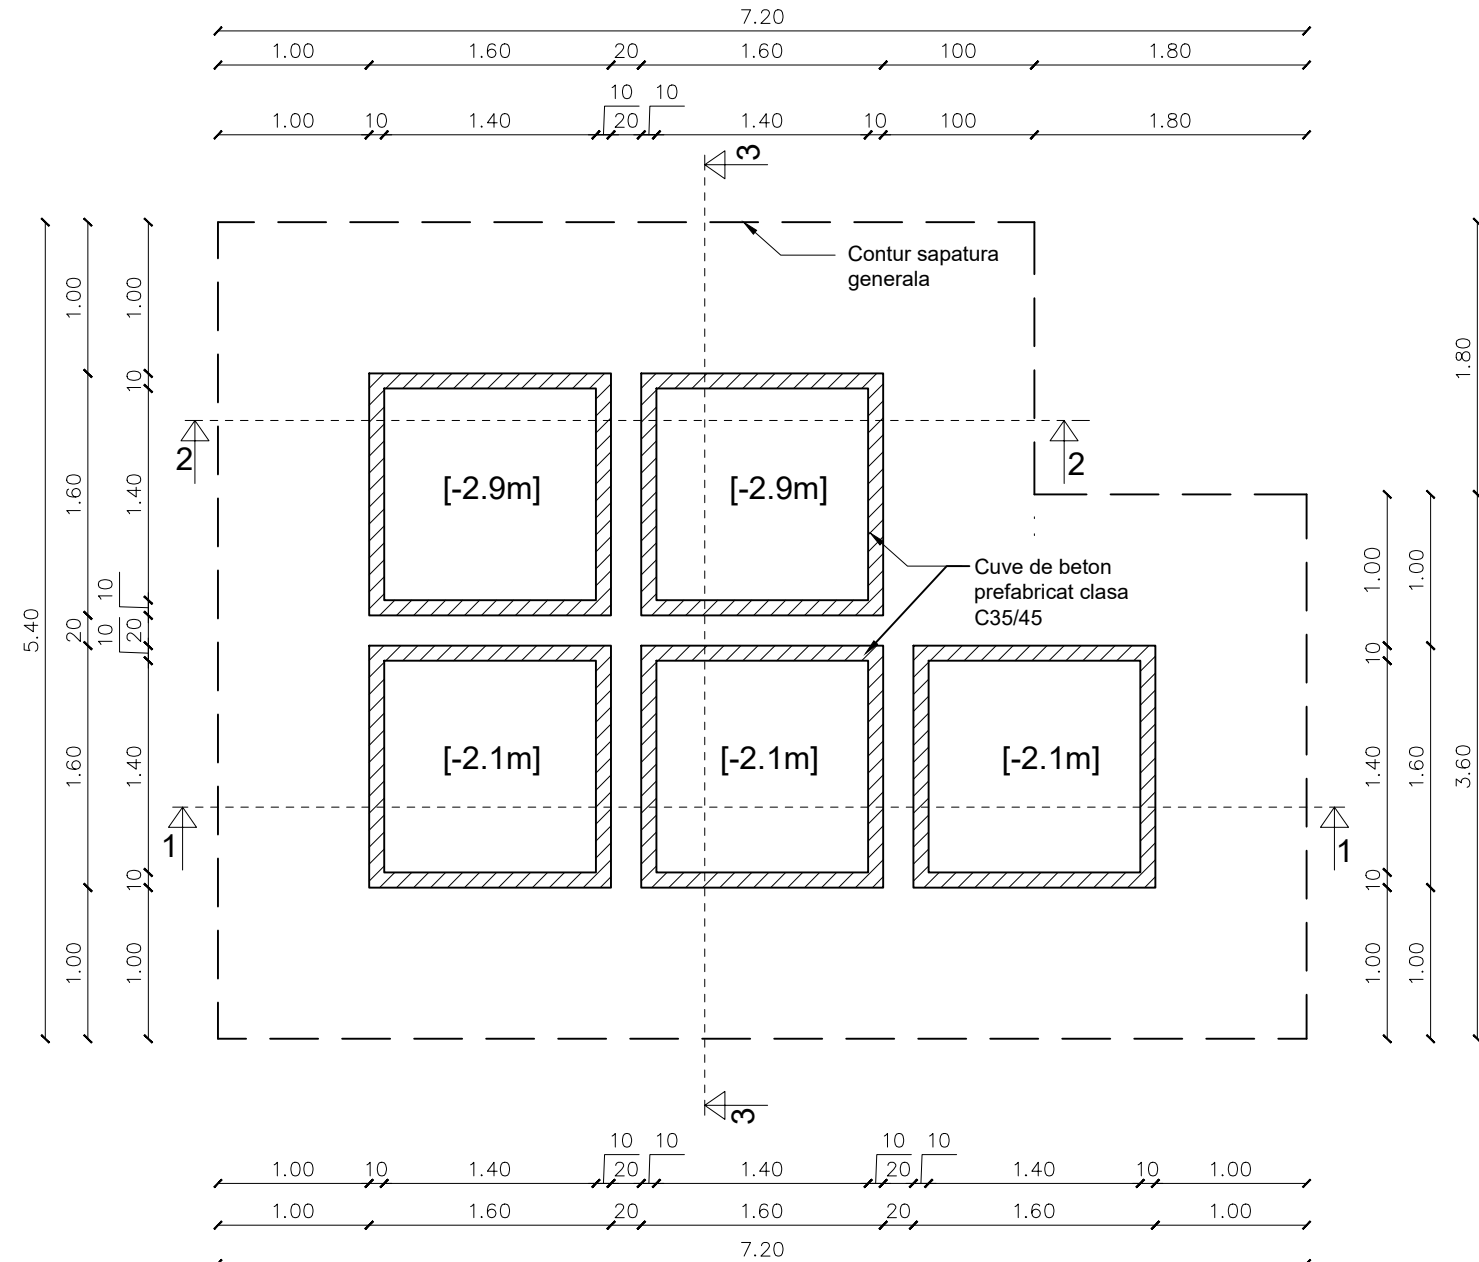 7.20
1.00 1.60 20 1.60 100 1.80
10 10
1.00 10 1.40 20 1.40 10 100 1.80
3
Contur sapatura
generala
1.00 1.00
1.80
10
2 2
1.60 1.40
[-2.9m] [-2.9m]
Cuve de beton
prefabricat clasa
C35/45
1.00 1.00
10
5.40
20 10 20
10
[-2.1m] [-2.1m] [-2.1m]
1.60 1.40
1.40 1.60 3.60
1 1
10
10
1.00 1.00
1.00 1.00
3
10 10 10 10
1.00 10 1.40 20 1.40 20 1.40 10 1.00
1.00 1.60 20 1.60 20 1.60 1.00
7.20